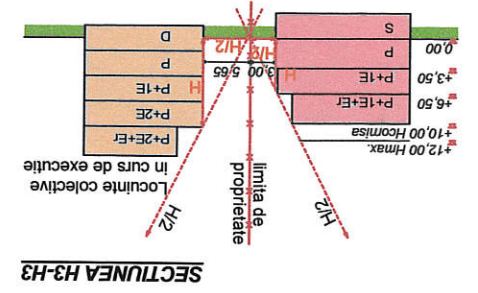 SECTIUNEA H3-H3
H/2
limita de
proprietate
H/2
Locuinte colective
in curs de executie
+12,00 Hmax.
+10,00 Hcornisa
+6,50
+3,50
0,00
P+1E+Er
P+1E
P
S
H
3,00
5,65
H/2
H/2
H
P+2E+Er
P+2E
P+1E
P
D